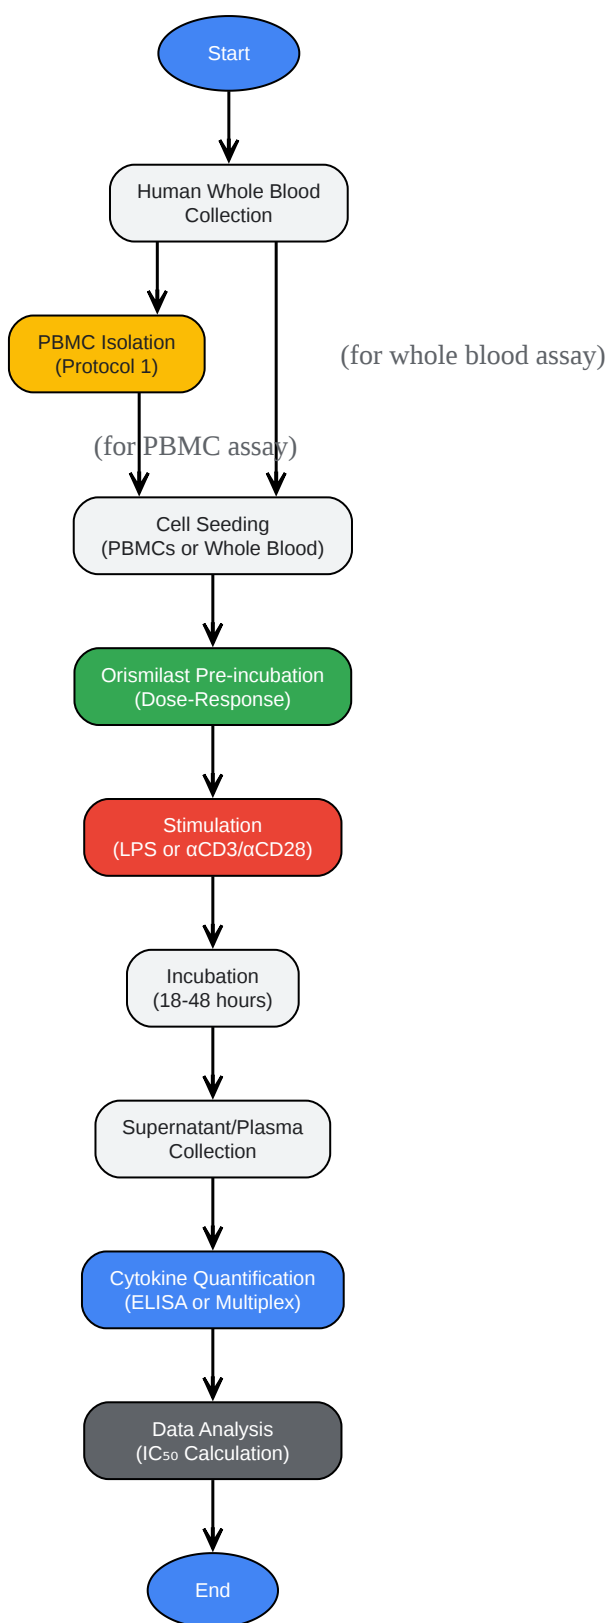 Start
Human Whole Blood
Collection
PBMC Isolation
(Protocol 1)
(for whole blood assay)
(for PBMC assay)
Cell Seeding
(PBMCs or Whole Blood)
Orismilast Pre-incubation
(Dose-Response)
Stimulation
(LPS or αCD3/αCD28)
Incubation
(18-48 hours)
Supernatant/Plasma
Collection
Cytokine Quantification
(ELISA or Multiplex)
Data Analysis
(IC₅₀ Calculation)
End